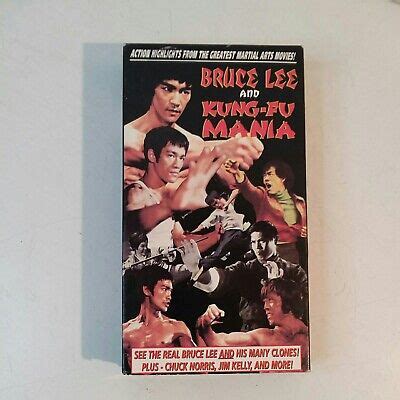 ACTION HIGHLIGHTS FROM THE GREATEST MARTIAL ARTS MOVIES!
BRUCE LEE
AND
KUNG-FU
MANIA
SEE THE REAL BRUCE LEE AND HIS MANY CLONES!
PLUS - CHUCK NORRIS, JIM KELLY, AND MORE!